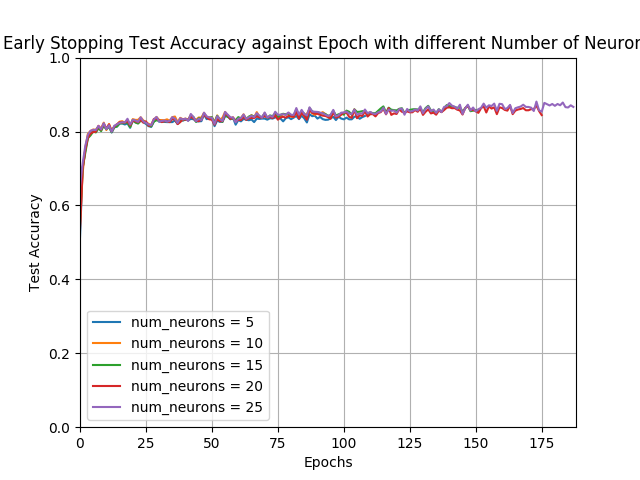 Early Stopping Test Accuracy against Epoch with different Number of Neuron
1.0
0.8
0.6
0.4
0.2
0.0
Test Accuracy
num_neurons = 5
num_neurons = 10
num_neurons = 15
num_neurons = 20
num_neurons = 25
0 25 50 75 100 125 150 175
Epochs